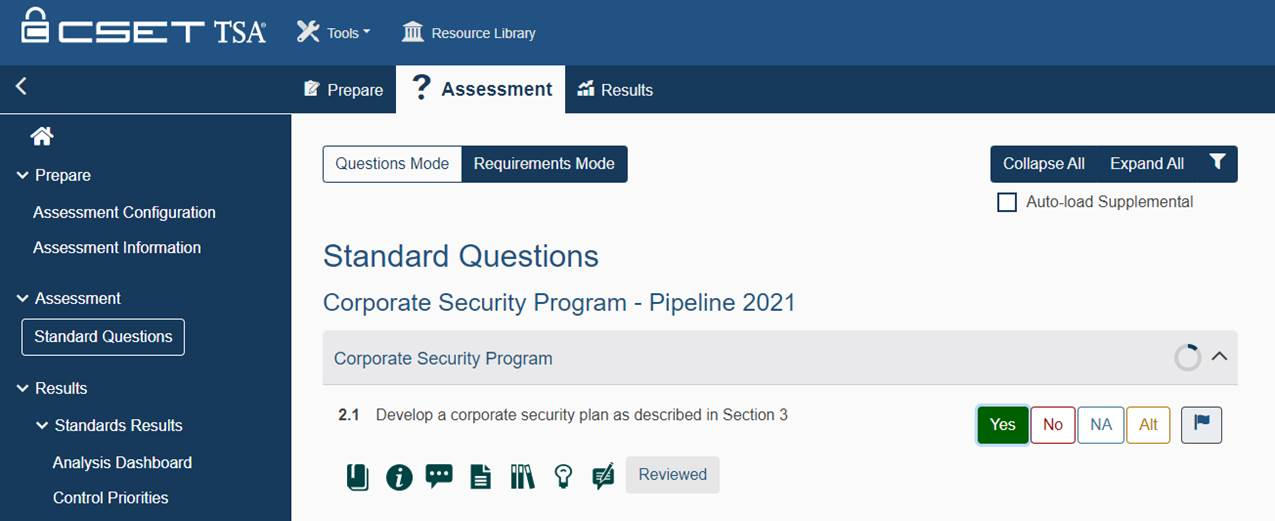 CSET TSA
Tools
Resource Library
Prepare
? Assessment
Results
Prepare
Assessment Configuration
Assessment Information
Assessment
Standard Questions
Results
Standards Results
Analysis Dashboard
Control Priorities
Questions Mode
Requirements Mode
Collapse All
Expand All
Auto-load Supplemental
Standard Questions
Corporate Security Program - Pipeline 2021
Corporate Security Program
2.1 Develop a corporate security plan as described in Section 3
Yes No NA Alt
Reviewed